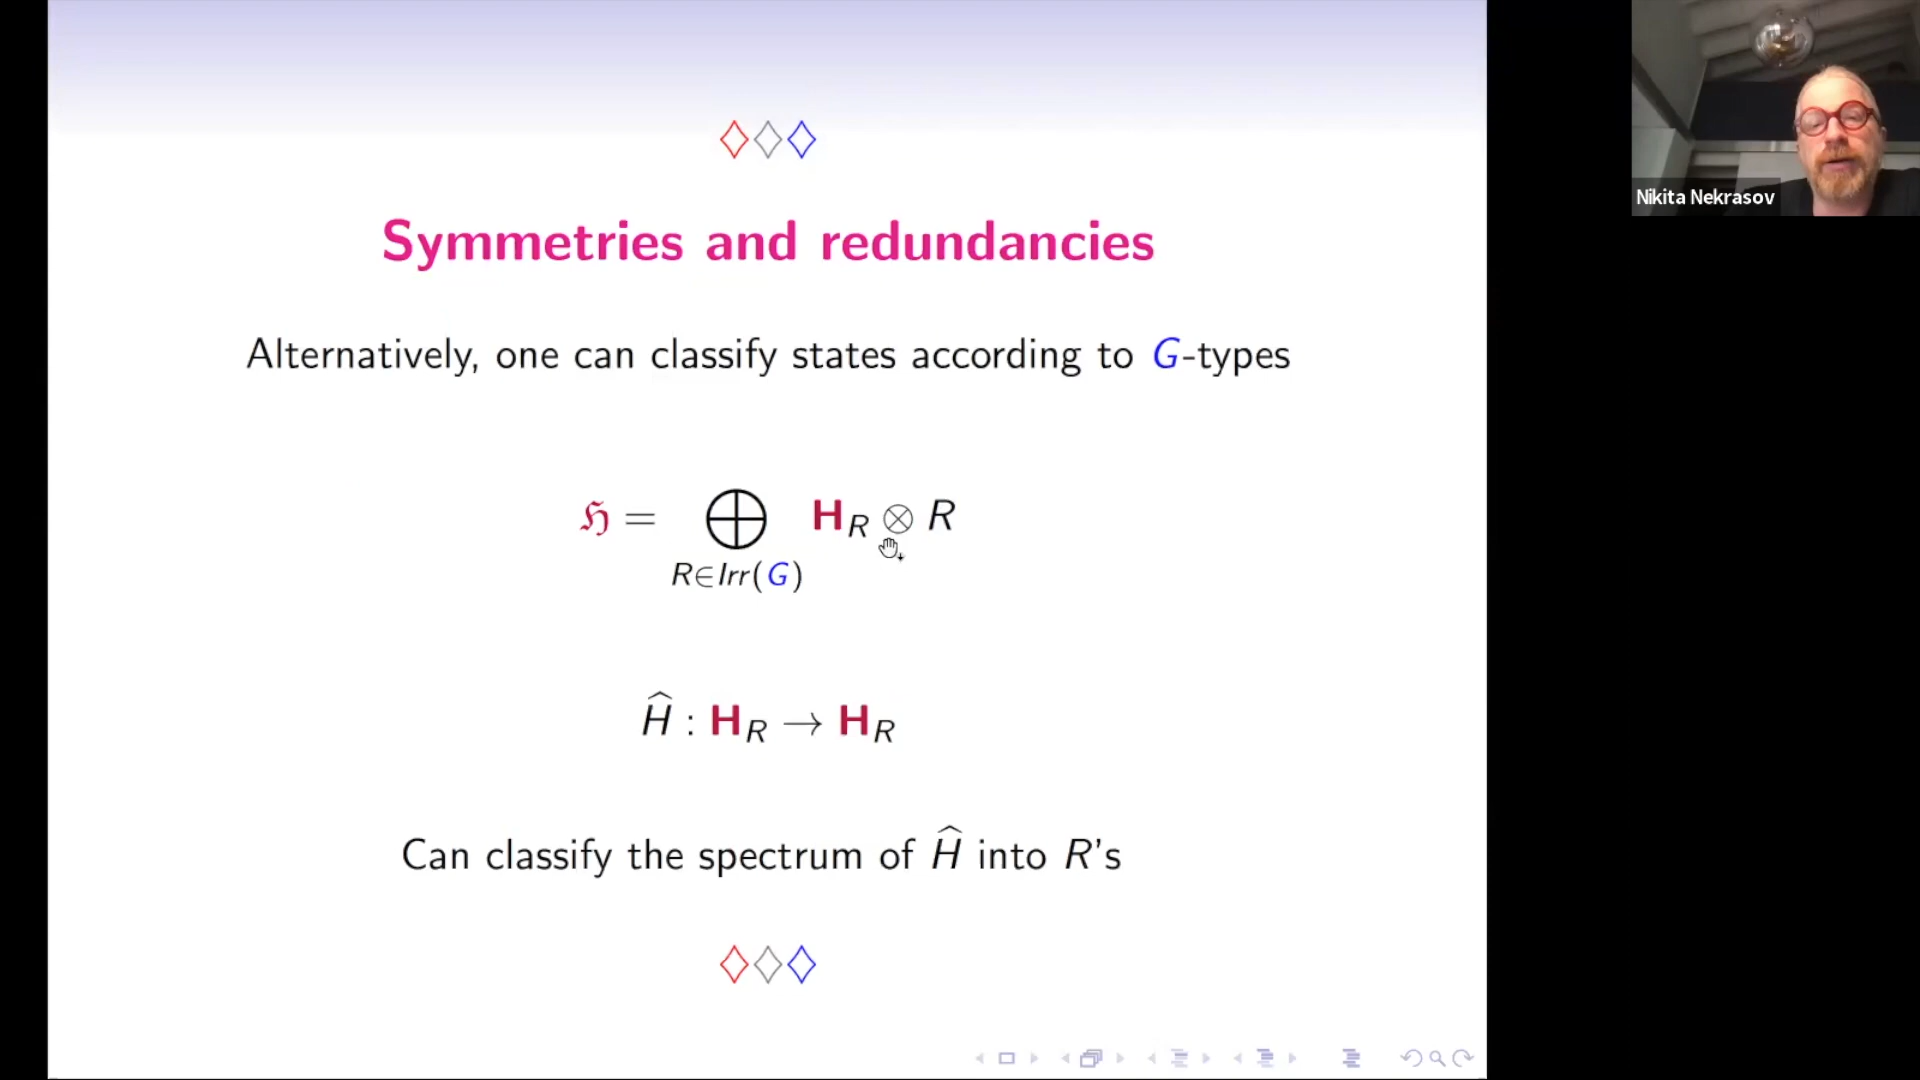 Symmetries and redundancies
Alternatively, one can classify states according to G-types
ℌ = ⨁ H_R ⊗ R
R∈Irr(G)
Ĥ : H_R → H_R
Can classify the spectrum of Ĥ into R's
Nikita Nekrasov